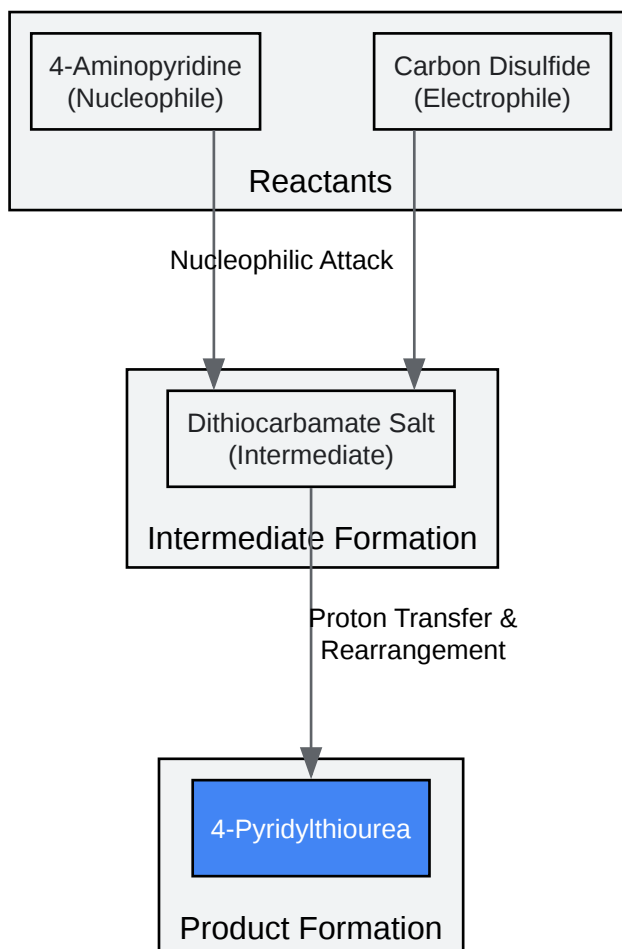 4-Aminopyridine
(Nucleophile)
Carbon Disulfide
(Electrophile)
Reactants
Nucleophilic Attack
Dithiocarbamate Salt
(Intermediate)
Intermediate Formation
Proton Transfer &
Rearrangement
4-Pyridylthiourea
Product Formation